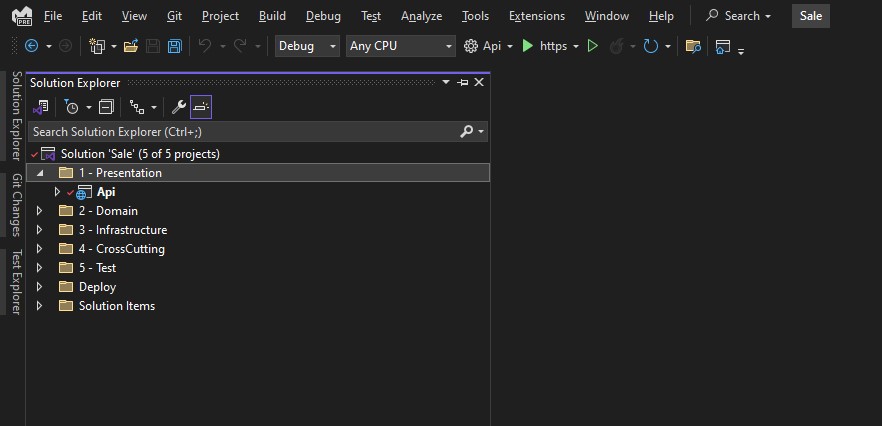 File Edit View Git Project Build Debug Test Analyze Tools Extensions Window Help Search Sale
PRE
Debug Any CPU Api https
Solution Explorer
Solution Explorer
Git Changes
Test Explorer
Search Solution Explorer (Ctrl+;)
Solution 'Sale' (5 of 5 projects)
1 - Presentation
Api
2 - Domain
3 - Infrastructure
4 - CrossCutting
5 - Test
Deploy
Solution Items